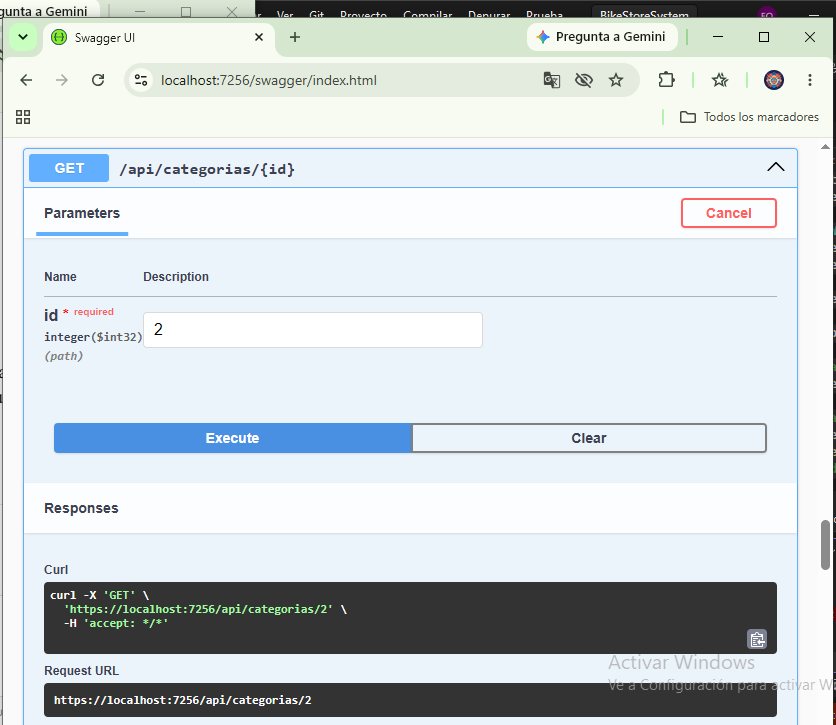 gunta a Gemini
Ver Git Proyecto Compilar Depurar Prueba BikeStoreSystem
Swagger UI
Pregunta a Gemini
localhost:7256/swagger/index.html
Todos los marcadores
GET /api/categorias/{id}
Parameters
Cancel
Name Description
id * required
integer($int32)
(path)
2
Execute Clear
Responses
Curl
curl -X 'GET' \
'https://localhost:7256/api/categorias/2' \
-H 'accept: */*'
Request URL
https://localhost:7256/api/categorias/2
Activar Windows
Ve a Configuración para activar W